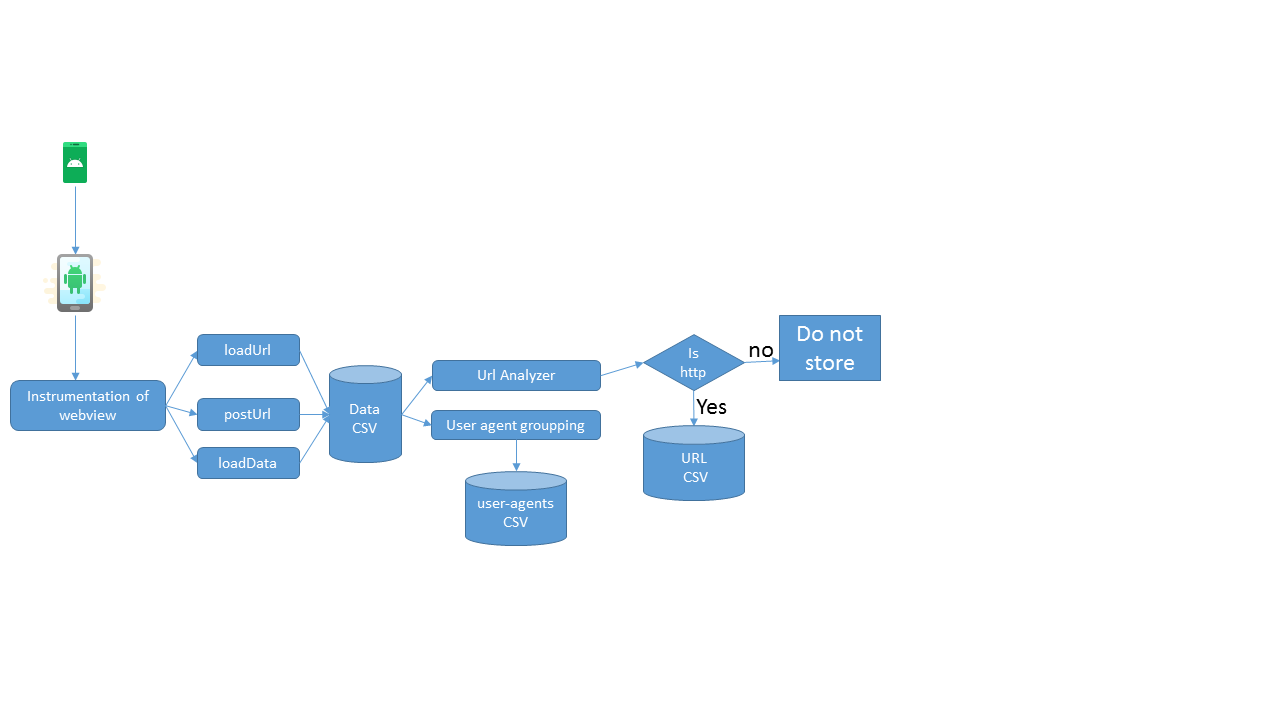 Instrumentation of
webview
loadUrl
postUrl
loadData
Data
CSV
Url Analyzer
User agent groupping
user-agents
CSV
Is
http
no
Do not
store
Yes
URL
CSV